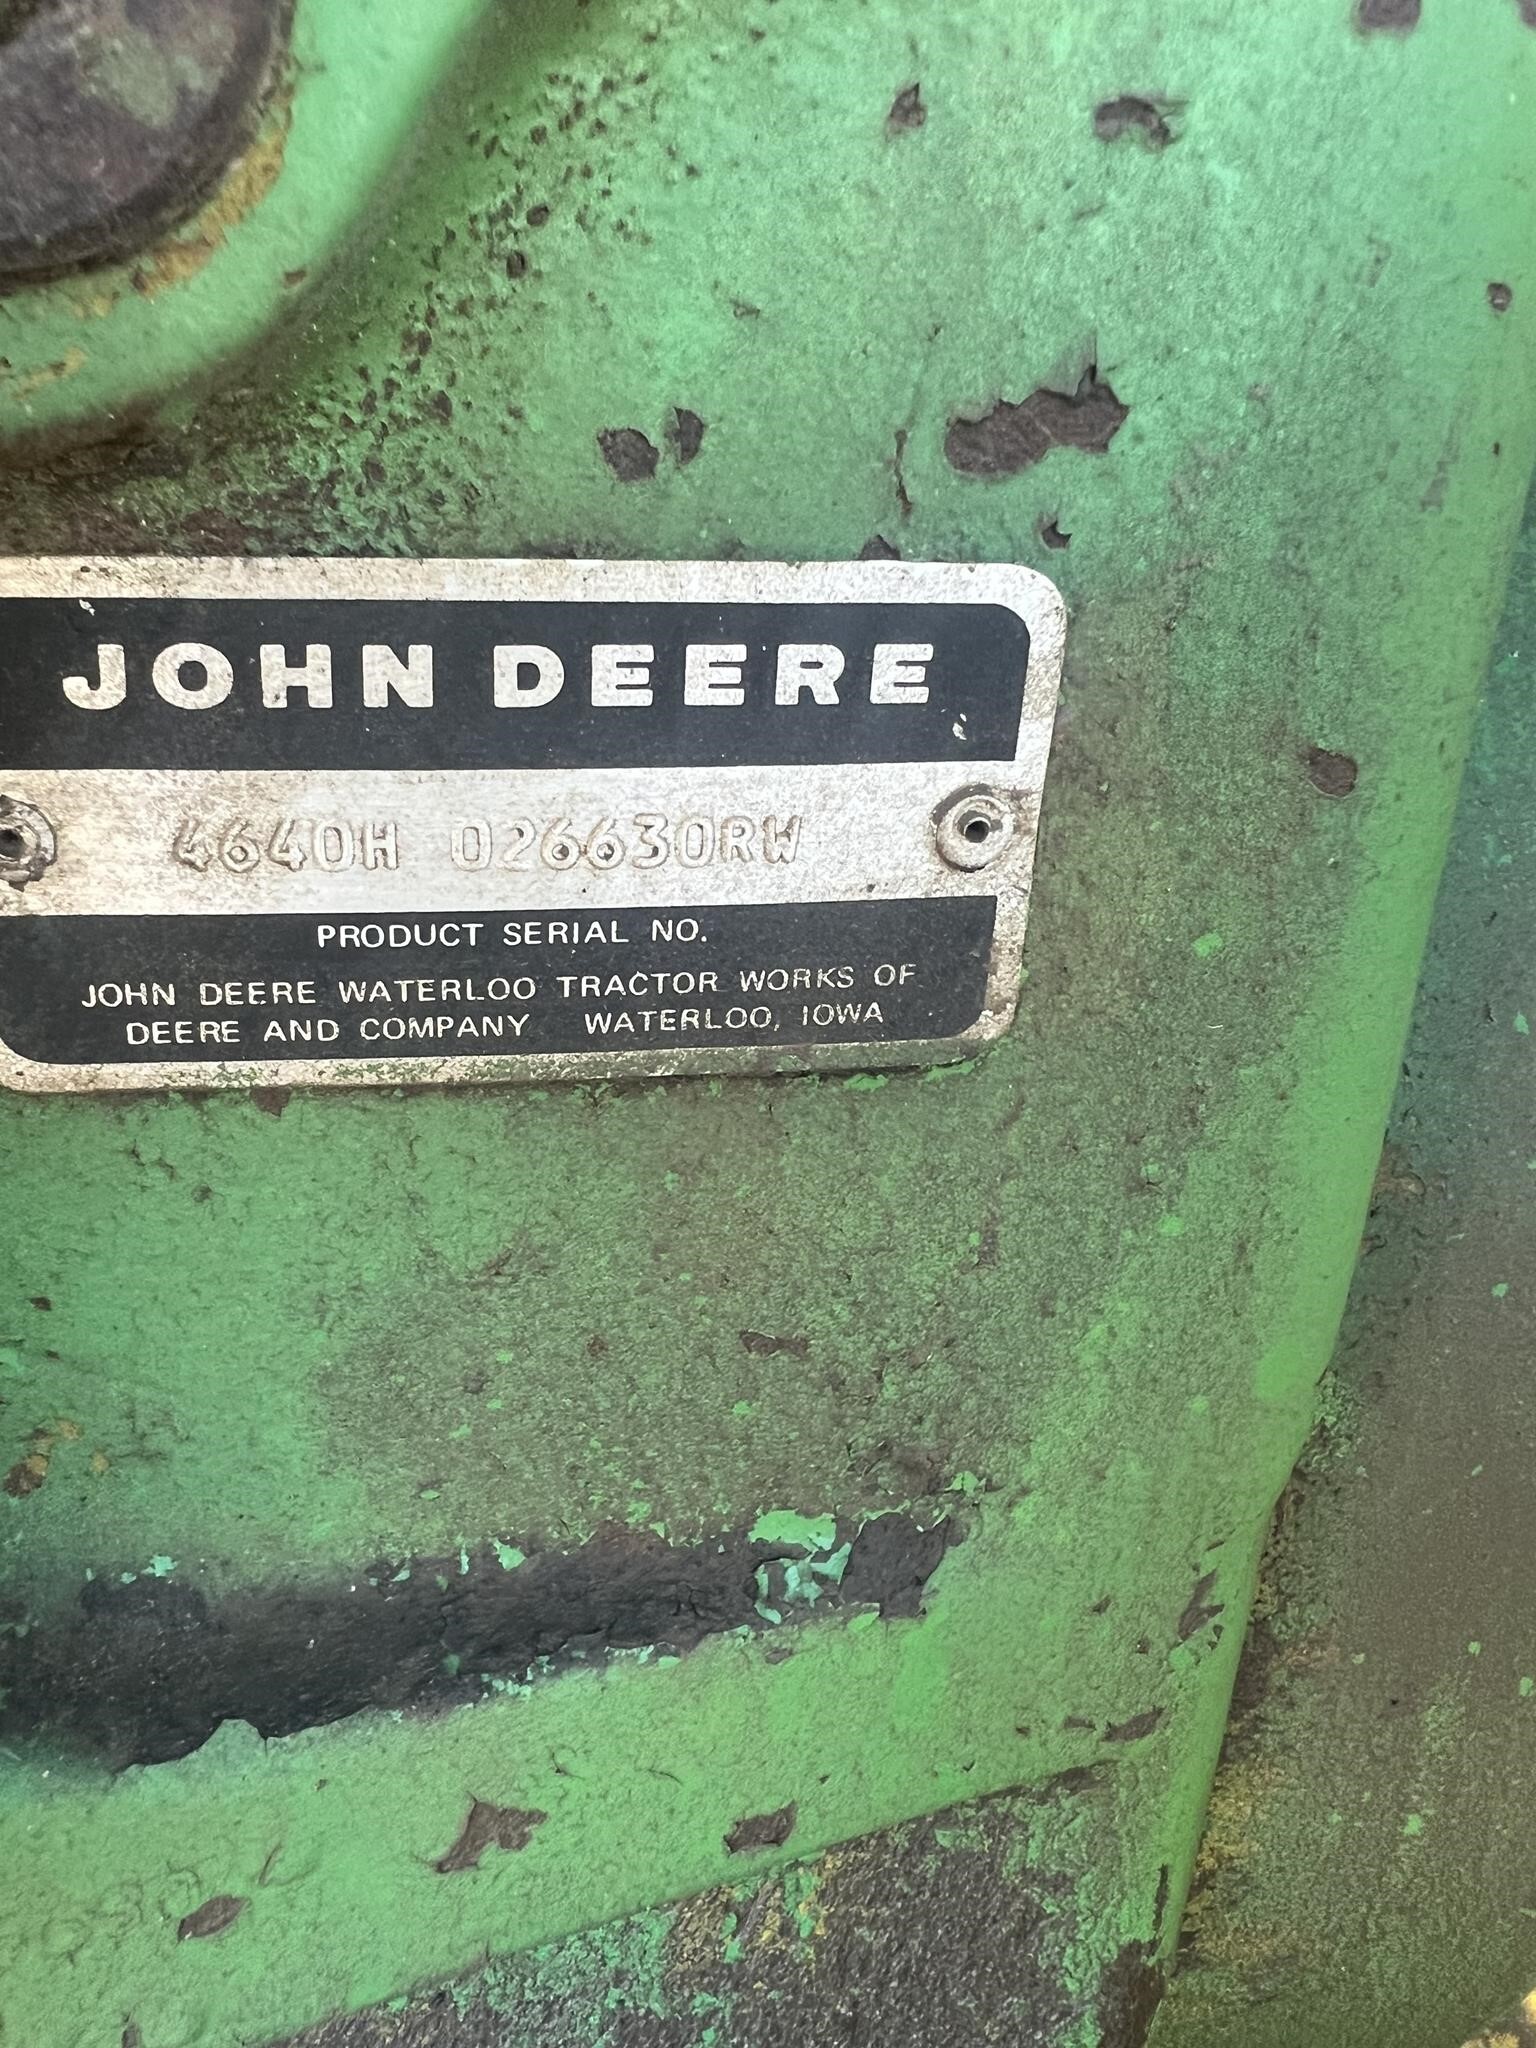 JOHN DEERE
4640H 026630RW
PRODUCT SERIAL NO.
JOHN DEERE WATERLOO TRACTOR WORKS OF
DEERE AND COMPANY WATERLOO, IOWA